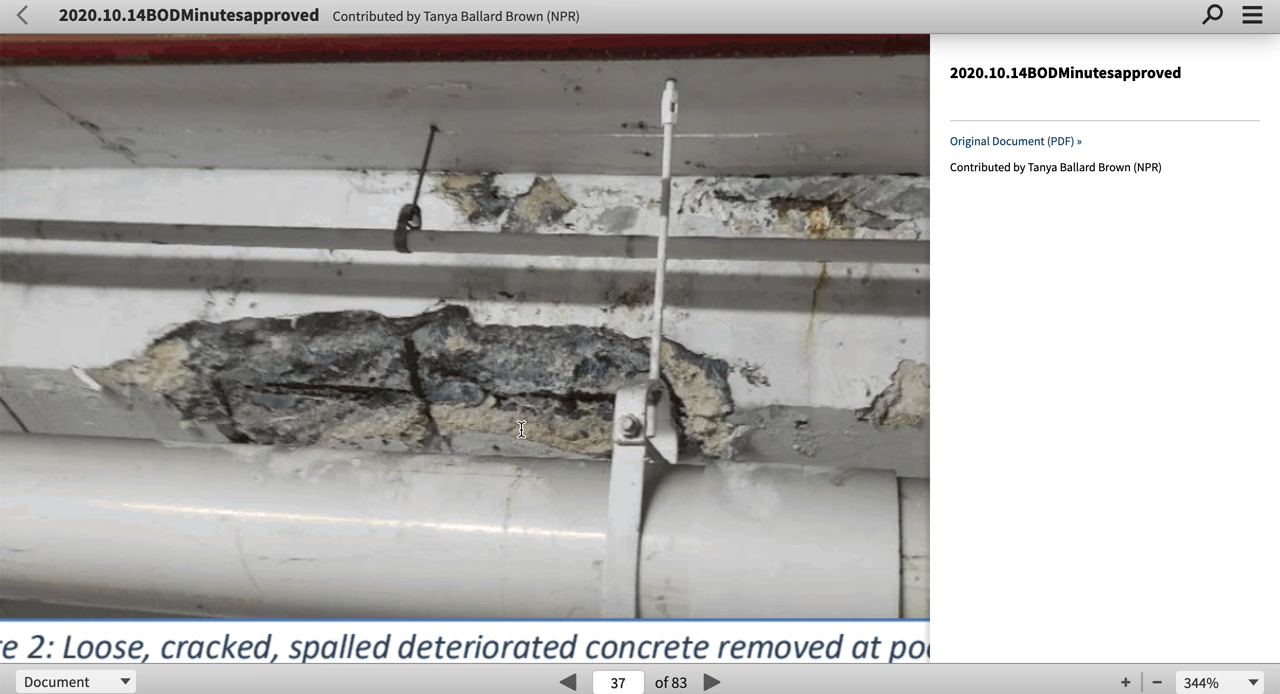 2020.10.14BODMinutesapproved Contributed by Tanya Ballard Brown (NPR)
2020.10.14BODMinutesapproved
Original Document (PDF) »
Contributed by Tanya Ballard Brown (NPR)
re 2: Loose, cracked, spalled deteriorated concrete removed at
Document 37 of 83 + − 344%